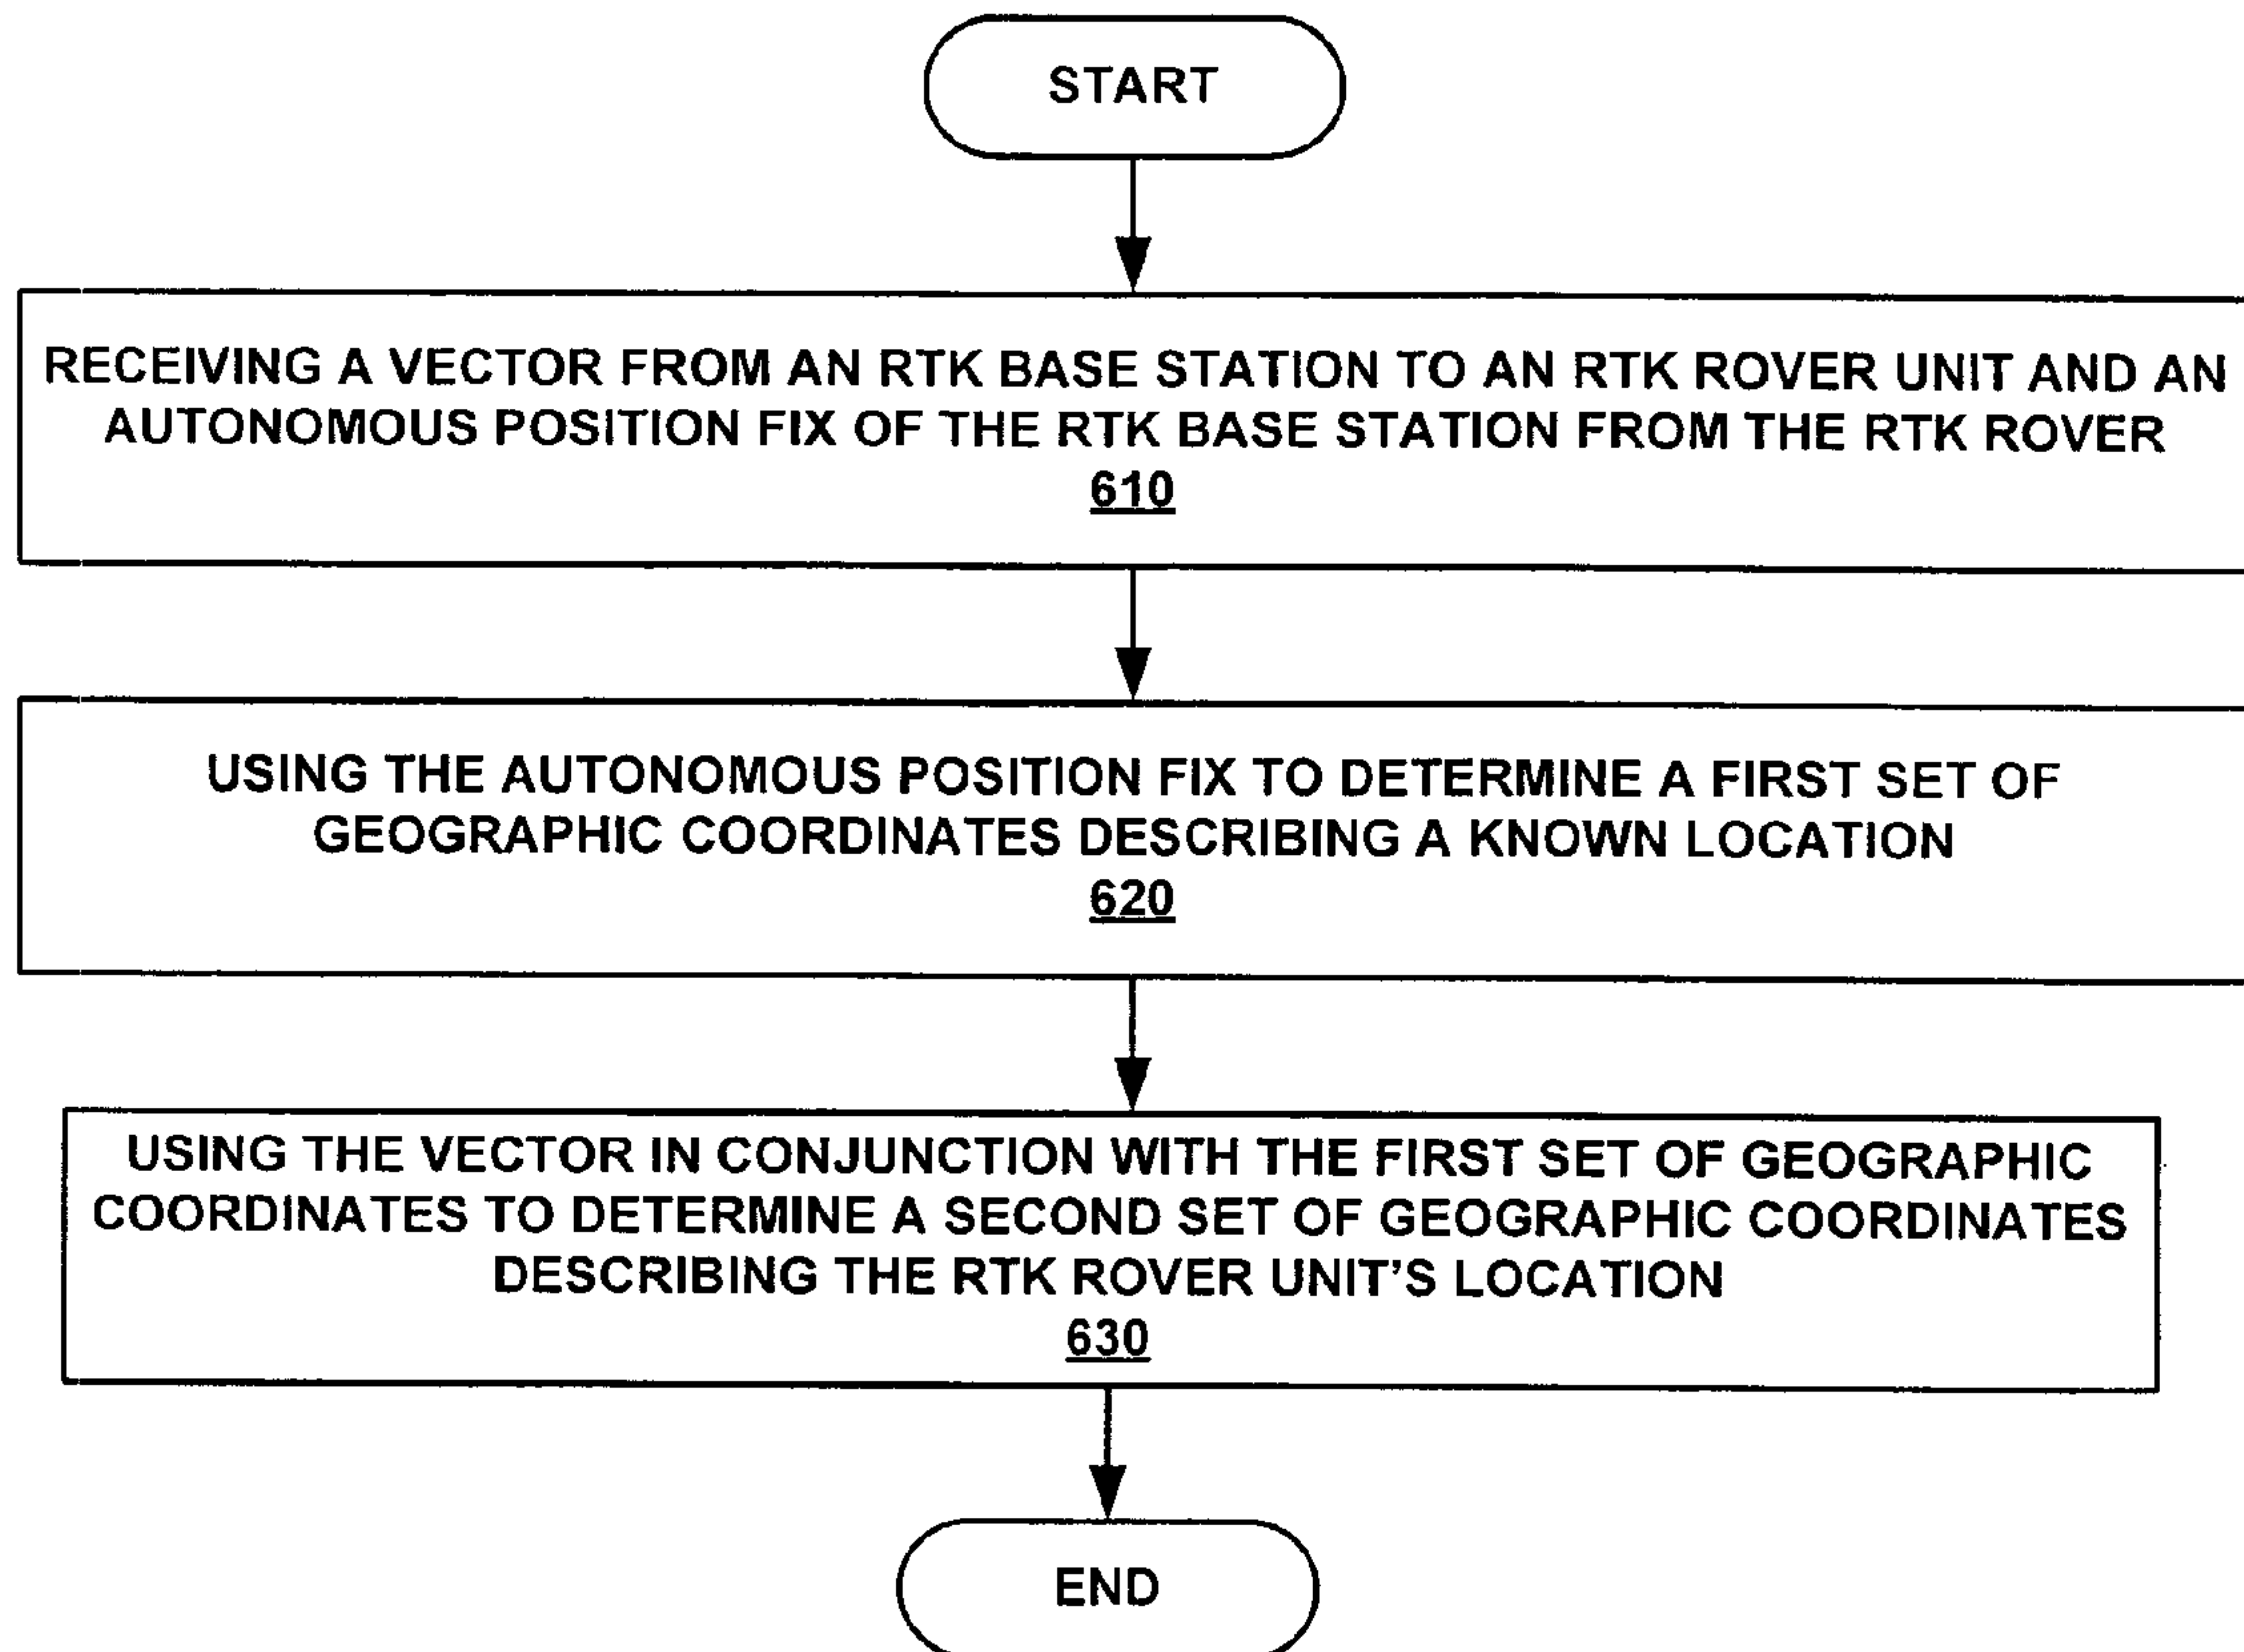 START
RECEIVING A VECTOR FROM AN RTK BASE STATION TO AN RTK ROVER UNIT AND AN
AUTONOMOUS POSITION FIX OF THE RTK BASE STATION FROM THE RTK ROVER
610
USING THE AUTONOMOUS POSITION FIX TO DETERMINE A FIRST SET OF
GEOGRAPHIC COORDINATES DESCRIBING A KNOWN LOCATION
620
USING THE VECTOR IN CONJUNCTION WITH THE FIRST SET OF GEOGRAPHIC
COORDINATES TO DETERMINE A SECOND SET OF GEOGRAPHIC COORDINATES
DESCRIBING THE RTK ROVER UNIT'S LOCATION
630
END